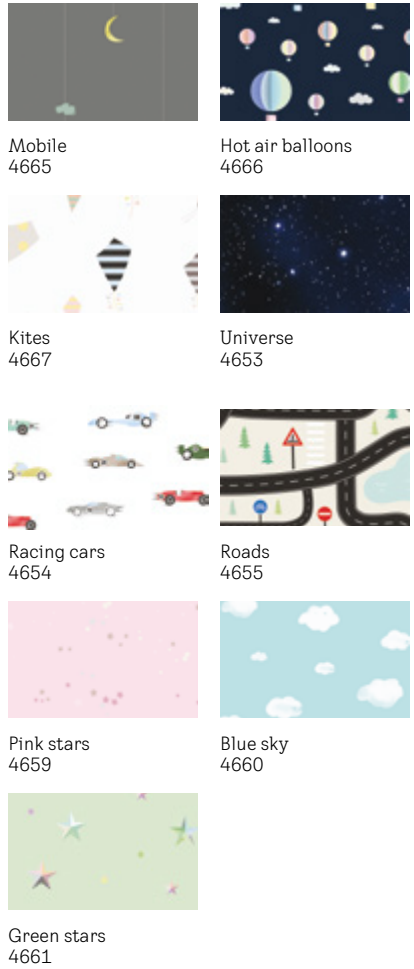 Mobile
4665
Hot air balloons
4666
Kites
4667
Universe
4653
Racing cars
4654
Roads
4655
Pink stars
4659
Blue sky
4660
Green stars
4661